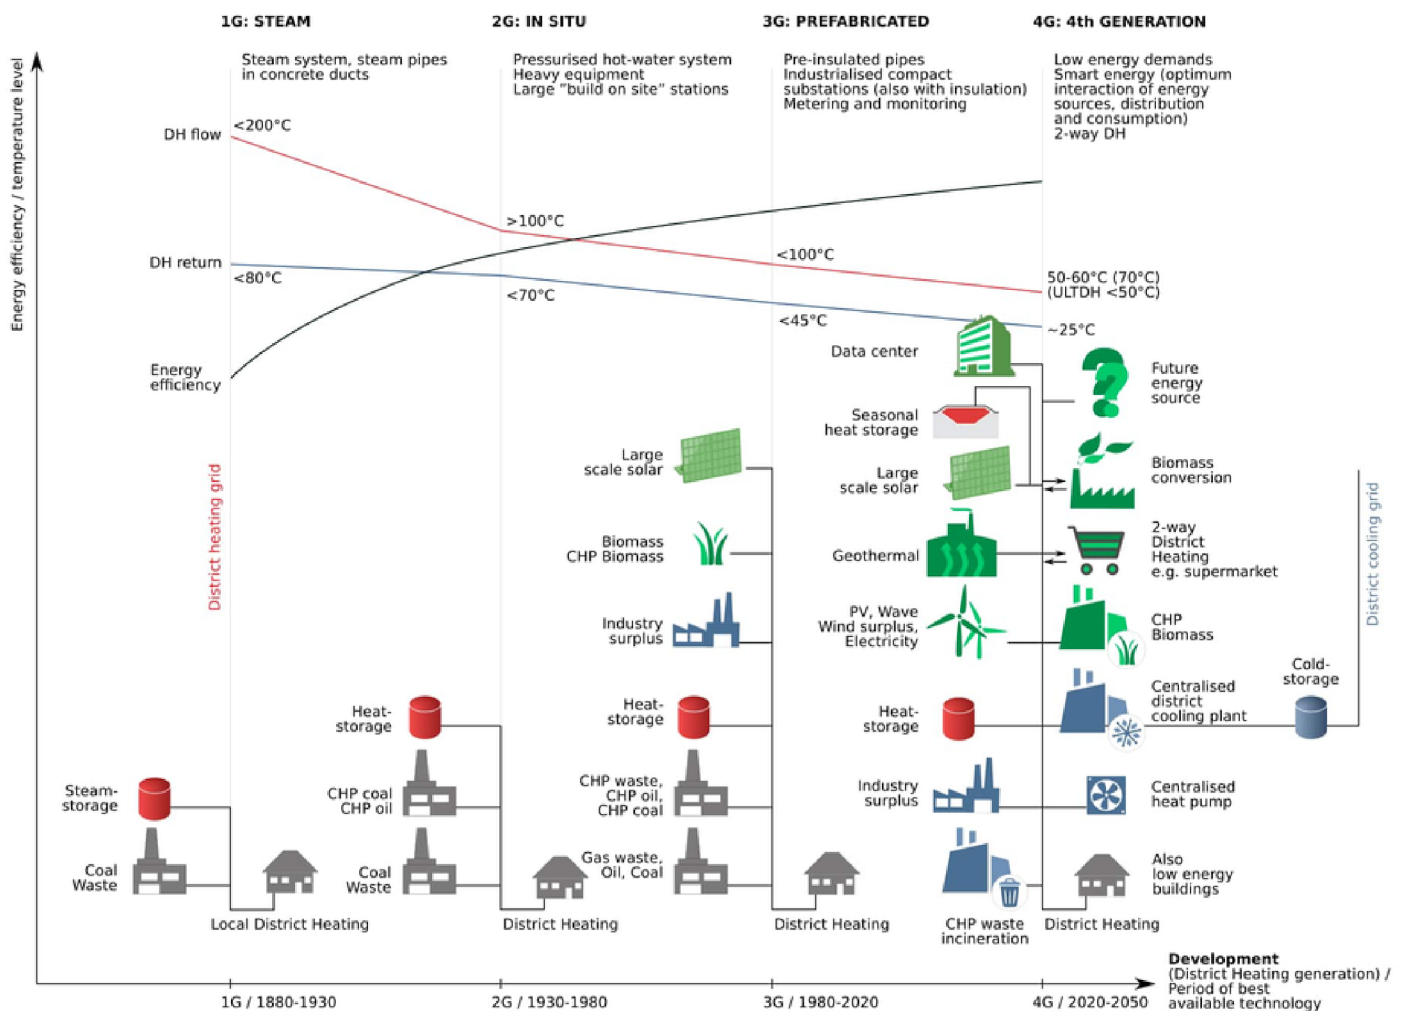 1G: STEAM
2G: IN SITU
3G: PREFABRICATED
4G: 4th GENERATION
Steam system, steam pipes
in concrete ducts
Pressurised hot-water system
Heavy equipment
Large "build on site" stations
Pre-insulated pipes
Industrialised compact
substations (also with insulation)
Metering and monitoring
Low energy demands
Smart energy (optimum
interaction of energy
sources, distribution
and consumption)
2-way DH
Energy efficiency / temperature level
DH flow
<200°C
>100°C
<100°C
50-60°C (70°C)
(ULTDH <50°C)
DH return
<80°C
<70°C
<45°C
~25°C
Energy
efficiency
District heating grid
Steam-
storage
Coal
Waste
Local District Heating
Heat-
storage
CHP coal
CHP oil
Coal
Waste
District Heating
Large
scale solar
Biomass
CHP Biomass
Industry
surplus
Heat-
storage
CHP waste,
CHP oil,
CHP coal
Gas waste,
Oil, Coal
District Heating
Data center
Seasonal
heat storage
Large
scale solar
Geothermal
PV, Wave
Wind surplus,
Electricity
Heat-
storage
Industry
surplus
CHP waste
incineration
Future
energy
source
Biomass
conversion
2-way
District
Heating
e.g. supermarket
CHP
Biomass
Centralised
district
cooling plant
Centralised
heat pump
Also
low energy
buildings
District Heating
Cold-
storage
District cooling grid
Development
(District Heating generation) /
Period of best
available technology
1G / 1880-1930
2G / 1930-1980
3G / 1980-2020
4G / 2020-2050